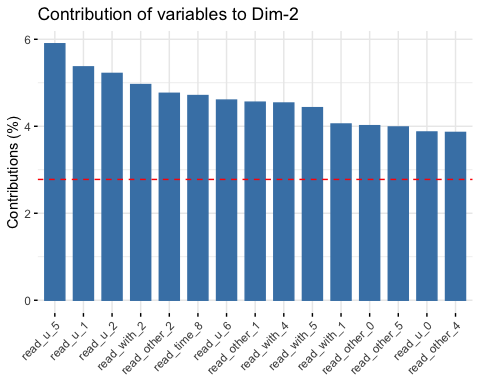 Contribution of variables to Dim-2
Contributions (%)
6
4
2
0
read_u_5
read_u_1
read_u_2
read_with_2
read_other_2
read_time_8
read_u_6
read_other_1
read_with_4
read_with_5
read_with_1
read_other_0
read_other_5
read_u_0
read_other_4